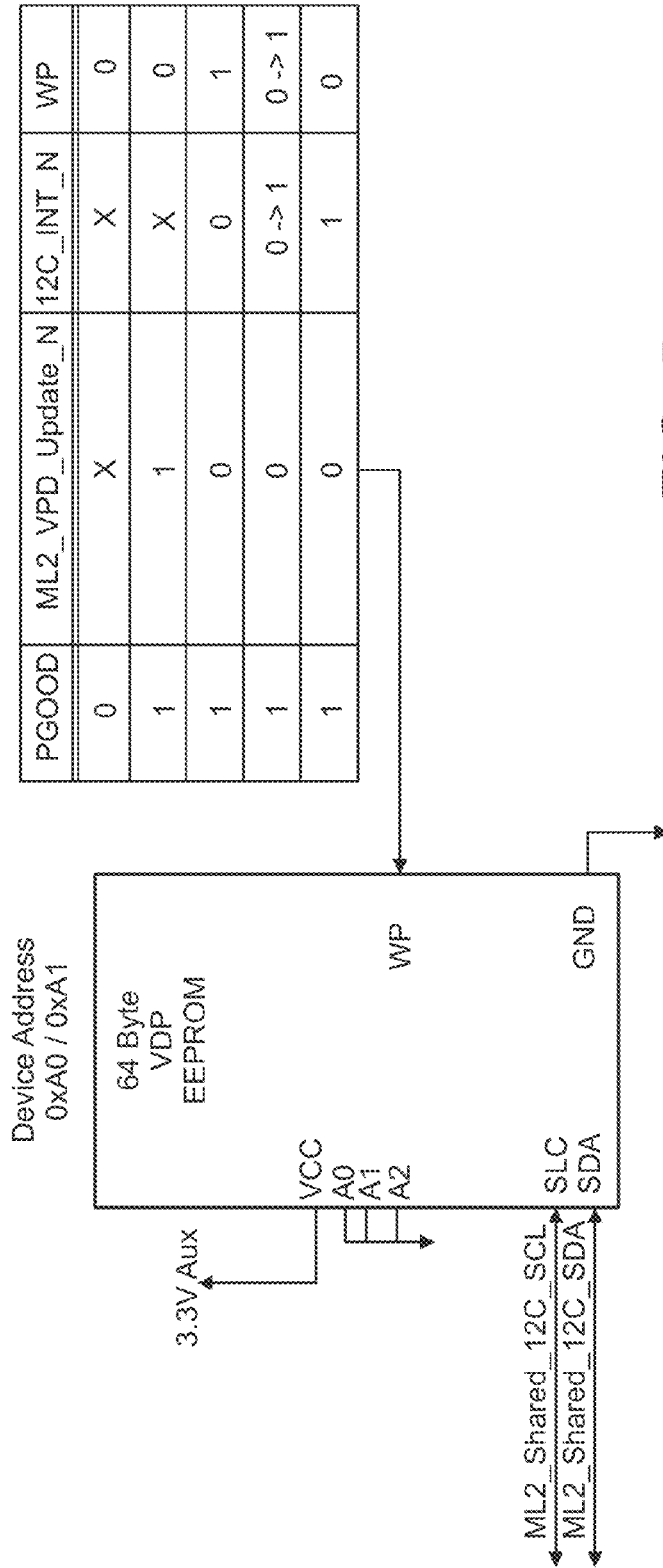 Device Address
0xA0 / 0xA1
64 Byte
VDP
EEPROM
3.3V Aux
VCC
A0
A1
A2
WP
ML2_Shared_12C_SCL
SLC
ML2_Shared_12C_SDA
SDA
GND
PGOOD ML2_VPD_Update_N 12C_INT_N WP
0 X X 0
1 1 X 0
1 0 0 1
1 0 0 -> 1 0 -> 1
1 0 1 0